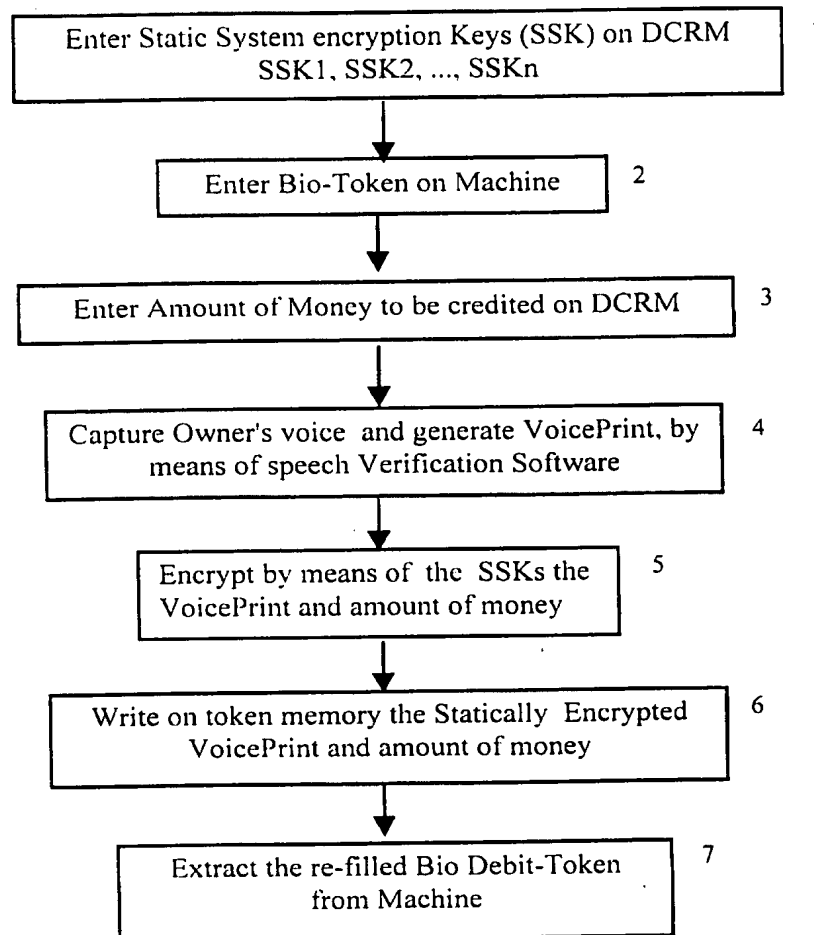 Enter Static System encryption Keys (SSK) on DCRM
SSK1, SSK2, ..., SSKn
Enter Bio-Token on Machine
2
Enter Amount of Money to be credited on DCRM
3
Capture Owner's voice and generate VoicePrint, by
means of speech Verification Software
4
Encrypt by means of the SSKs the
VoicePrint and amount of money
5
Write on token memory the Statically Encrypted
VoicePrint and amount of money
6
Extract the re-filled Bio Debit-Token
from Machine
7